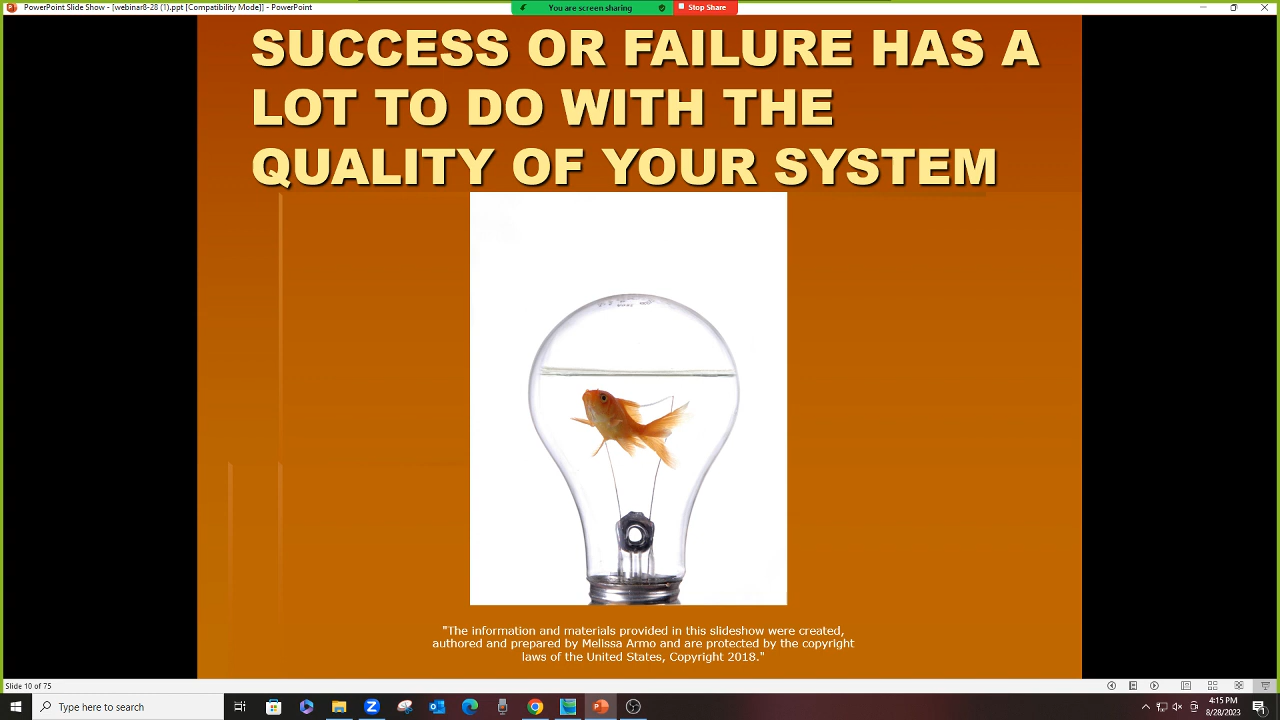 PowerPoint Slide Show - [webinar8-28 (1).ppt [Compatibility Mode]] - PowerPoint
You are screen sharing
Stop Share
SUCCESS OR FAILURE HAS A
LOT TO DO WITH THE
QUALITY OF YOUR SYSTEM
"The information and materials provided in this slideshow were created,
authored and prepared by Melissa Armo and are protected by the copyright
laws of the United States, Copyright 2018."
Slide 10 of 75
Type here to search
4:15 PM
8/28/2023